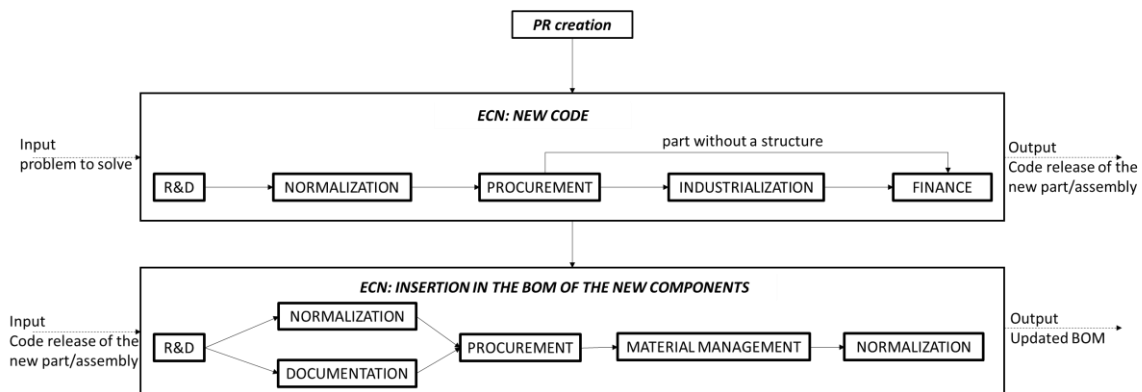 PR creation
ECN: NEW CODE
Input
problem to solve
part without a structure
R&D
NORMALIZATION
PROCUREMENT
INDUSTRIALIZATION
FINANCE
Output
Code release of the
new part/assembly
ECN: INSERTION IN THE BOM OF THE NEW COMPONENTS
Input
Code release of the
new part/assembly
R&D
NORMALIZATION
DOCUMENTATION
PROCUREMENT
MATERIAL MANAGEMENT
NORMALIZATION
Output
Updated BOM